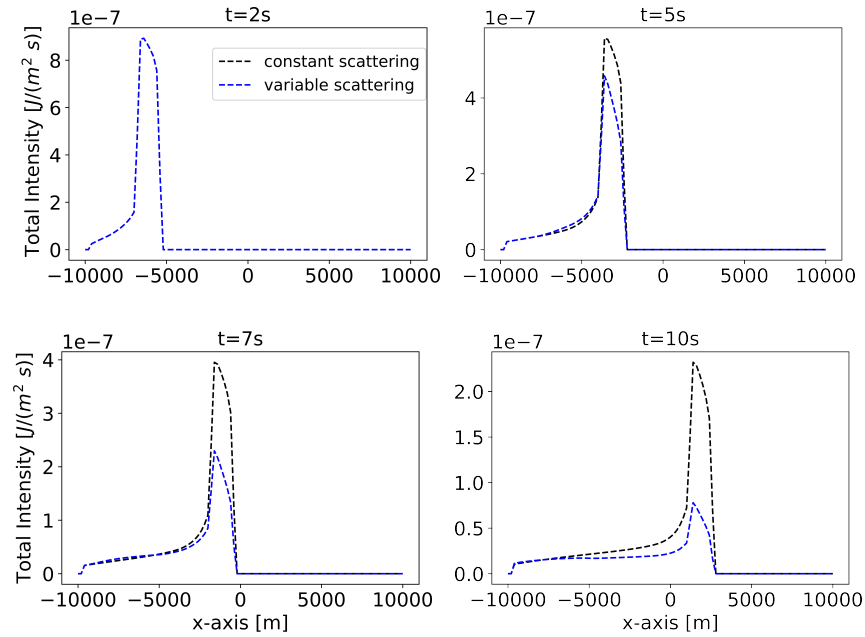 1e−7
t=2s
Total Intensity [J/(m² s)]
8
6
4
2
0
constant scattering
variable scattering
−10000 −5000 0 5000 10000
1e−7
t=5s
4
2
0
−10000 −5000 0 5000 10000
1e−7
t=7s
Total Intensity [J/(m² s)]
4
3
2
1
0
−10000 −5000 0 5000 10000
x-axis [m]
1e−7
t=10s
2.0
1.5
1.0
0.5
0.0
−10000 −5000 0 5000 10000
x-axis [m]